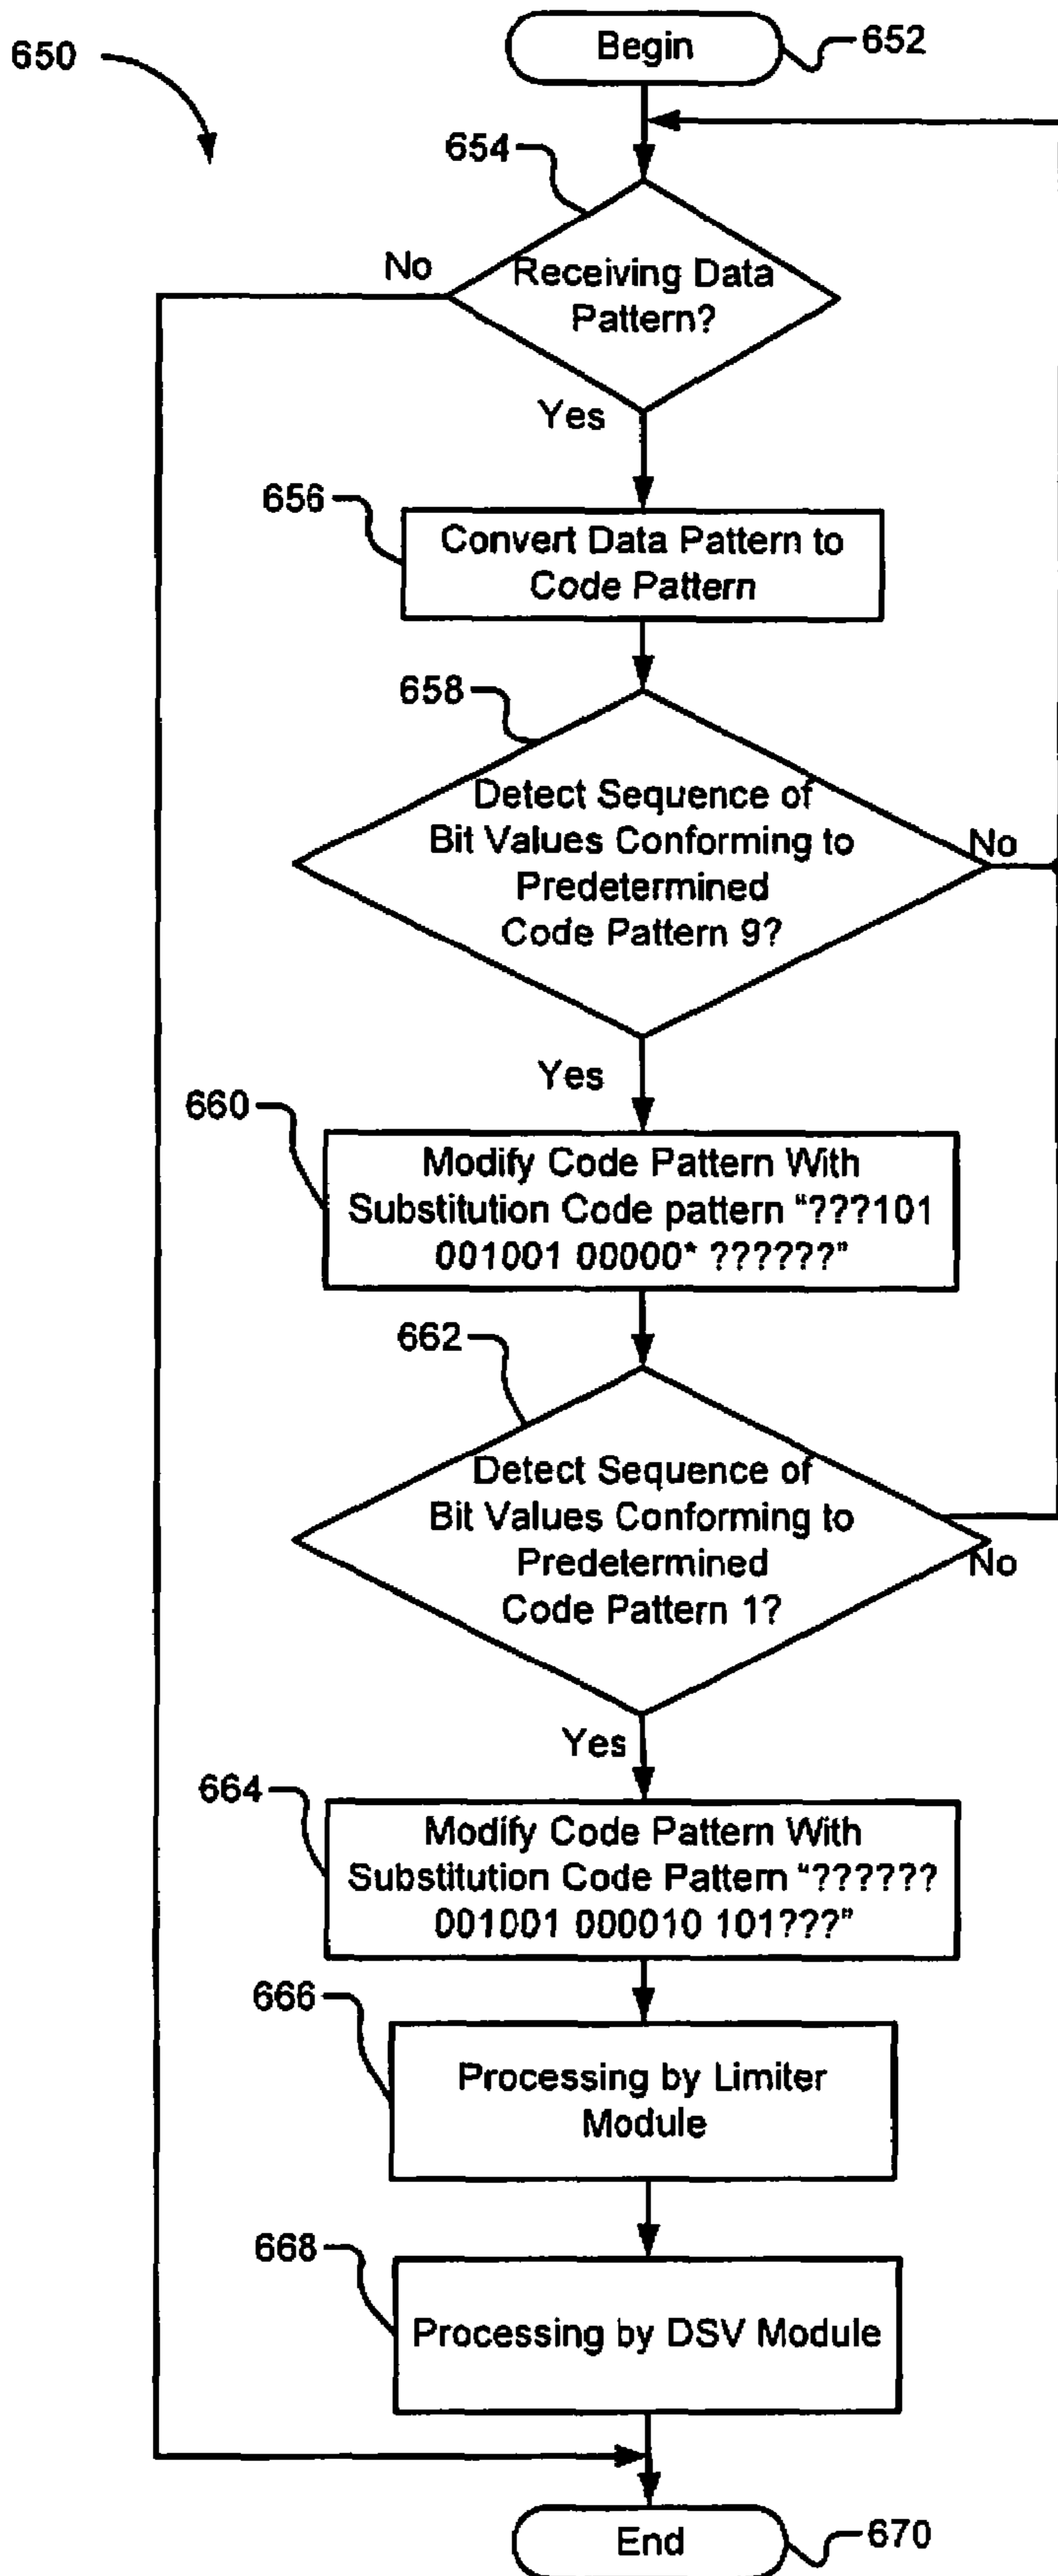 650
Begin
652
654
No
Receiving Data
Pattern?
Yes
656
Convert Data Pattern to
Code Pattern
658
Detect Sequence of
Bit Values Conforming to
Predetermined
Code Pattern 9?
No
Yes
660
Modify Code Pattern With
Substitution Code pattern “???101
001001 00000* ??????”
662
Detect Sequence of
Bit Values Conforming to
Predetermined
Code Pattern 1?
No
Yes
664
Modify Code Pattern With
Substitution Code Pattern “??????
001001 000010 101???”
666
Processing by Limiter
Module
668
Processing by DSV Module
End
670